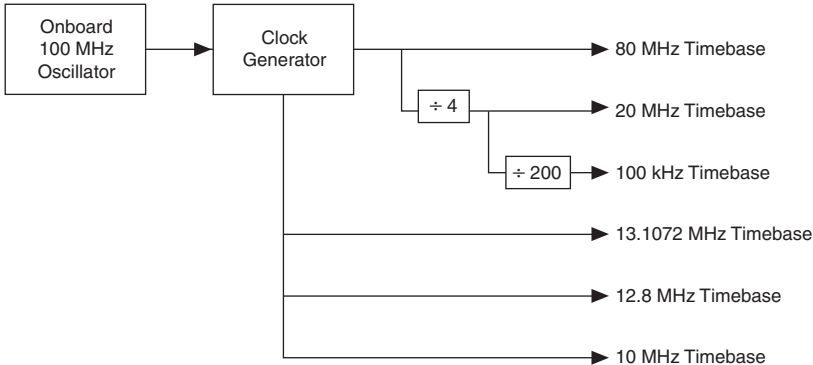 Onboard
100 MHz
Oscillator
Clock
Generator
80 MHz Timebase
÷ 4
20 MHz Timebase
÷ 200
100 kHz Timebase
13.1072 MHz Timebase
12.8 MHz Timebase
10 MHz Timebase